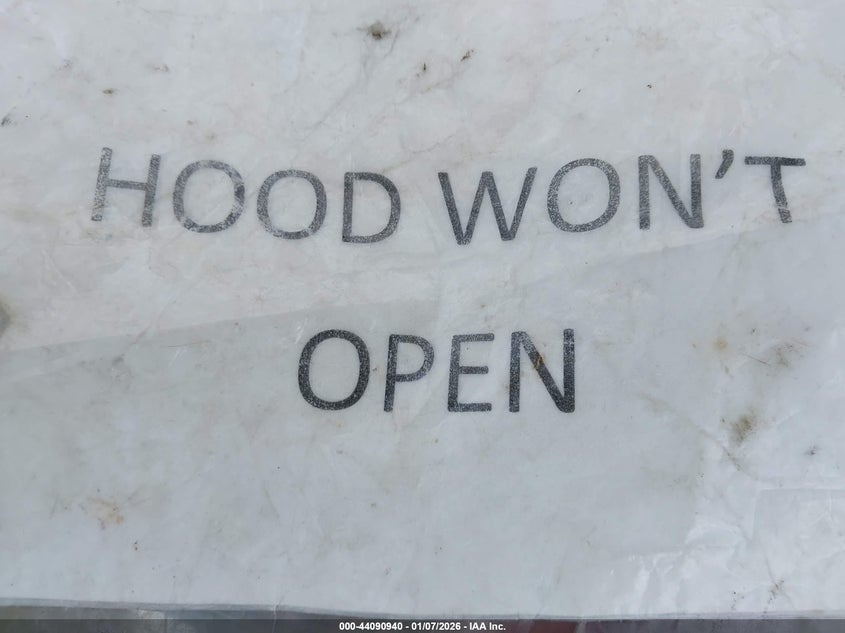 HOOD WON'T
OPEN
000-44090940 - 01/07/2026 - IAA Inc.